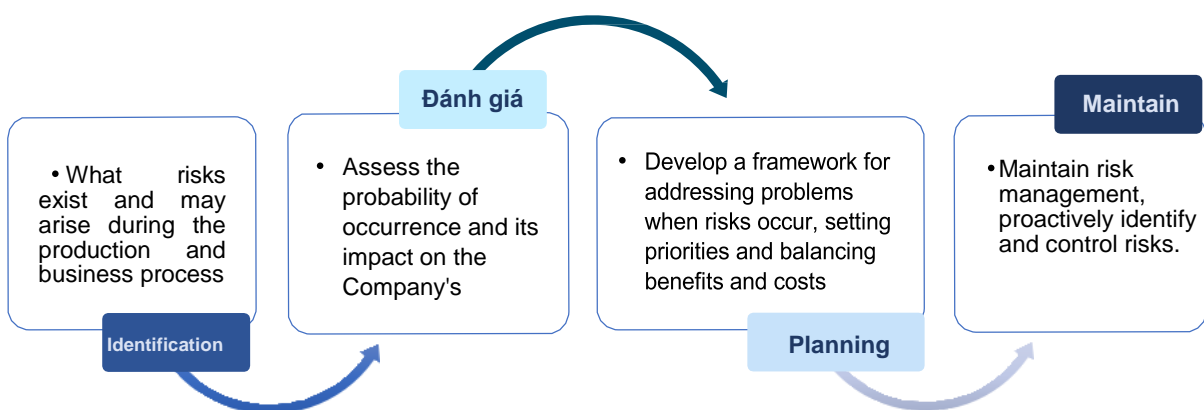 • What risks
exist and may
arise during the
production and
business process
Identification
Đánh giá
• Assess the
probability of
occurrence and its
impact on the
Company's
• Develop a framework for
addressing problems
when risks occur, setting
priorities and balancing
benefits and costs
Planning
Maintain
• Maintain risk
management,
proactively identify
and control risks.